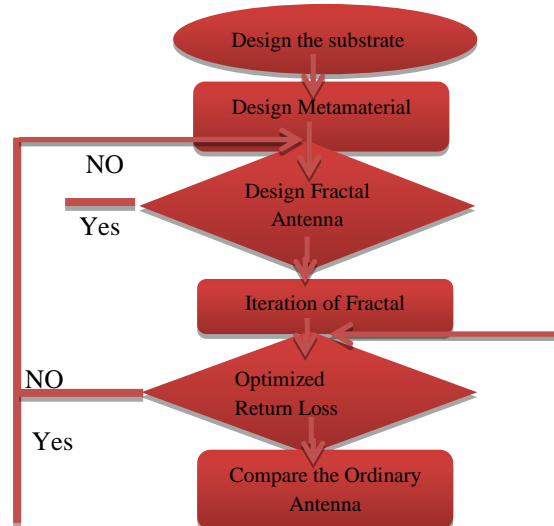 Design the substrate
Design Metamaterial
NO
Design Fractal
Antenna
Yes
Iteration of Fractal
NO
Optimized
Return Loss
Yes
Compare the Ordinary
Antenna